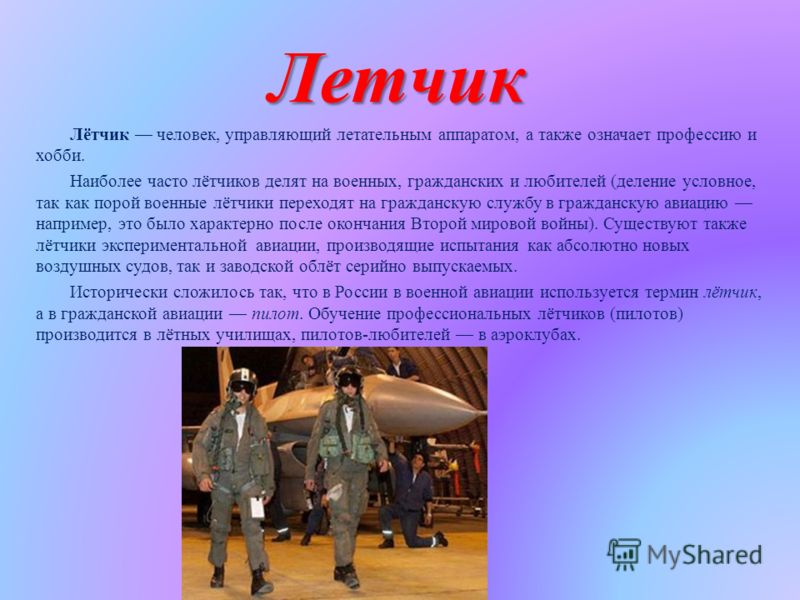 Летчик
Лётчик — человек, управляющий летательным аппаратом, а также означает профессию и
хобби.
Наиболее часто лётчиков делят на военных, гражданских и любителей (деление условное,
так как порой военные лётчики переходят на гражданскую службу в гражданскую авиацию —
например, это было характерно после окончания Второй мировой войны). Существуют также
лётчики экспериментальной авиации, производящие испытания как абсолютно новых
воздушных судов, так и заводской облёт серийно выпускаемых.
Исторически сложилось так, что в России в военной авиации используется термин лётчик,
а в гражданской авиации — пилот. Обучение профессиональных лётчиков (пилотов)
производится в лётных училищах, пилотов-любителей — в аэроклубах.
MyShared